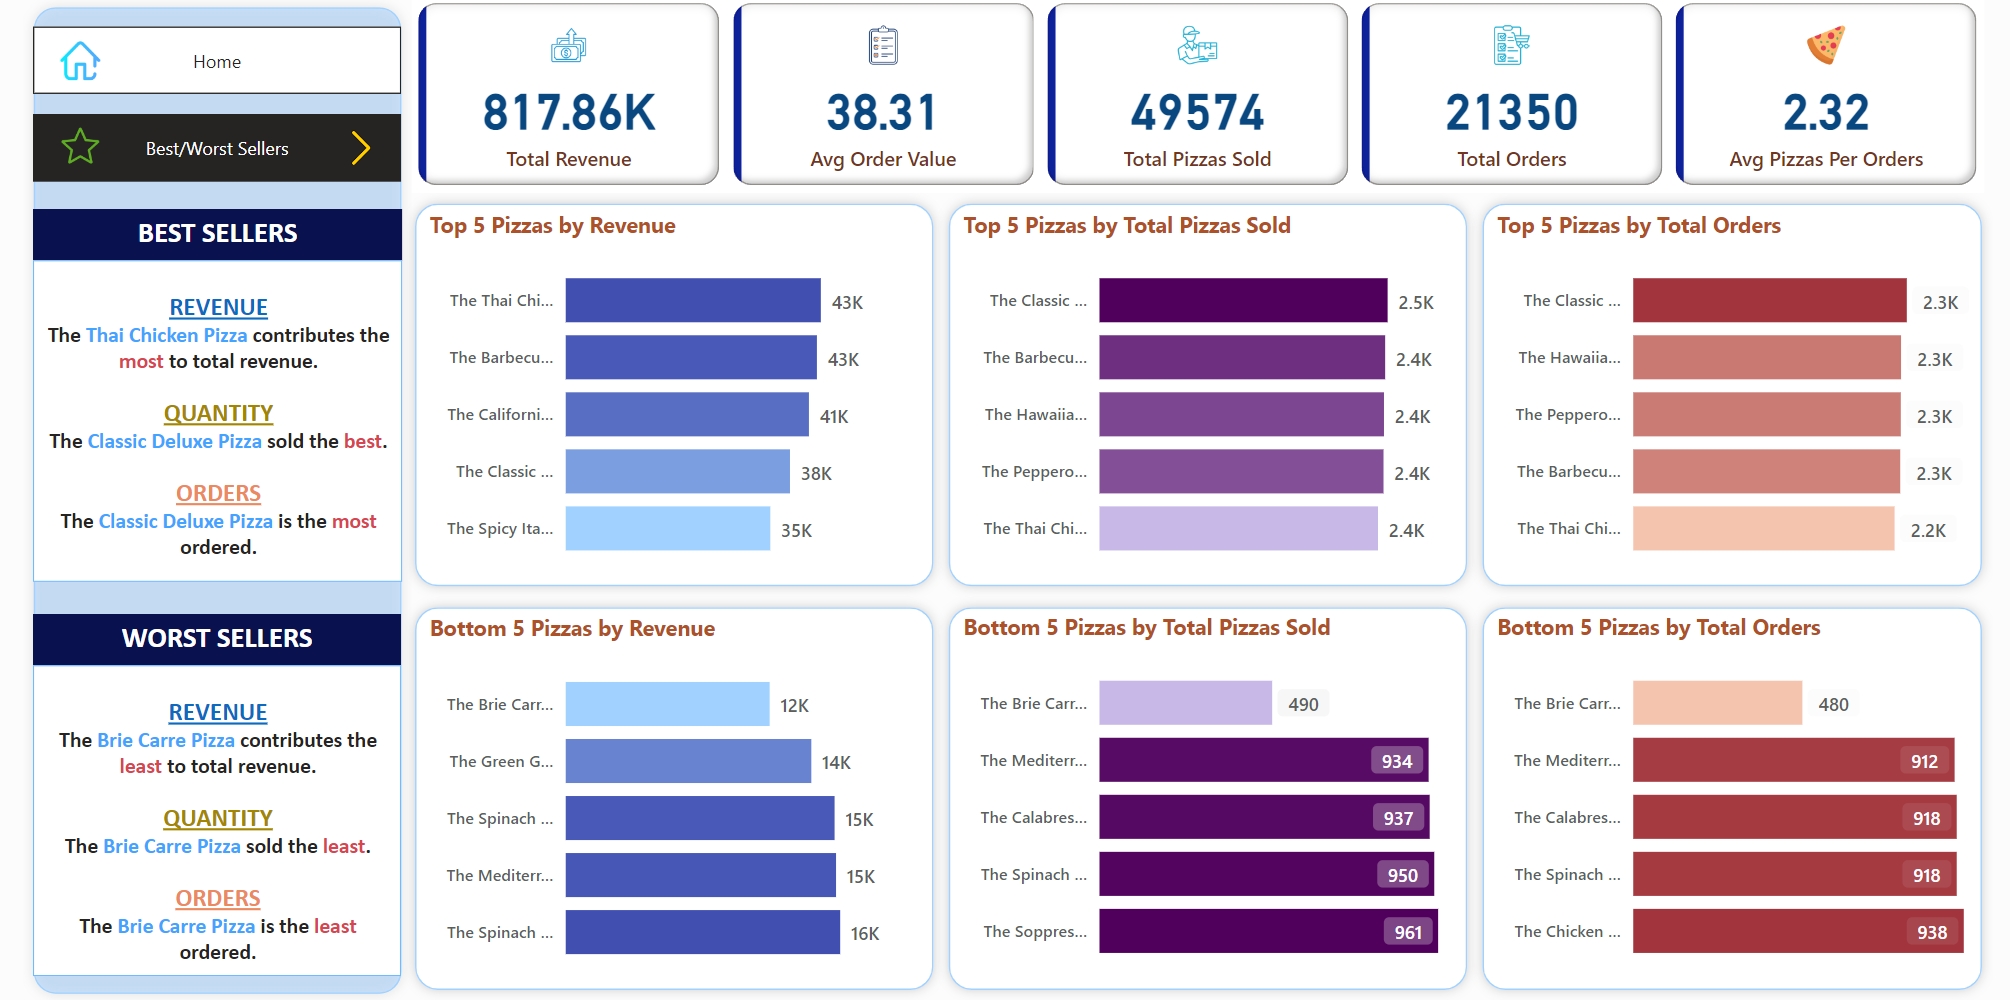 Home
Best/Worst Sellers
BEST SELLERS
REVENUE
The Thai Chicken Pizza contributes the
most to total revenue.
QUANTITY
The Classic Deluxe Pizza sold the best.
ORDERS
The Classic Deluxe Pizza is the most
ordered.
WORST SELLERS
REVENUE
The Brie Carre Pizza contributes the
least to total revenue.
QUANTITY
The Brie Carre Pizza sold the least.
ORDERS
The Brie Carre Pizza is the least
ordered.
817.86K
Total Revenue
38.31
Avg Order Value
49574
Total Pizzas Sold
21350
Total Orders
2.32
Avg Pizzas Per Orders
Top 5 Pizzas by Revenue
The Thai Chi... 43K
The Barbecu... 43K
The Californi... 41K
The Classic ... 38K
The Spicy Ita... 35K
Top 5 Pizzas by Total Pizzas Sold
The Classic ... 2.5K
The Barbecu... 2.4K
The Hawaiia... 2.4K
The Peppero... 2.4K
The Thai Chi... 2.4K
Top 5 Pizzas by Total Orders
The Classic ... 2.3K
The Hawaiia... 2.3K
The Peppero... 2.3K
The Barbecu... 2.3K
The Thai Chi... 2.2K
Bottom 5 Pizzas by Revenue
The Brie Carr... 12K
The Green G... 14K
The Spinach ... 15K
The Mediterr... 15K
The Spinach ... 16K
Bottom 5 Pizzas by Total Pizzas Sold
The Brie Carr... 490
The Mediterr... 934
The Calabres... 937
The Spinach ... 950
The Soppres... 961
Bottom 5 Pizzas by Total Orders
The Brie Carr... 480
The Mediterr... 912
The Calabres... 918
The Spinach ... 918
The Chicken ... 938